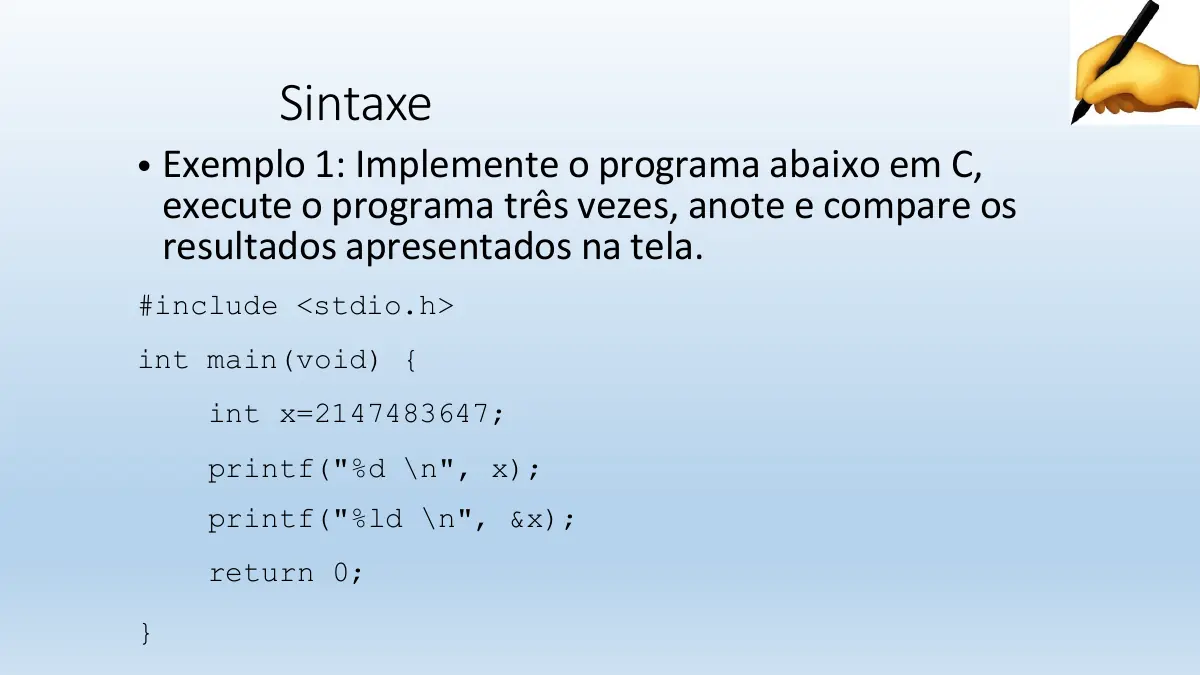 Sintaxe
• Exemplo 1: Implemente o programa abaixo em C,
execute o programa três vezes, anote e compare os
resultados apresentados na tela.
#include <stdio.h>
int main(void) {
int x=2147483647;
printf("%d \n", x);
printf("%ld \n", &x);
return 0;
}